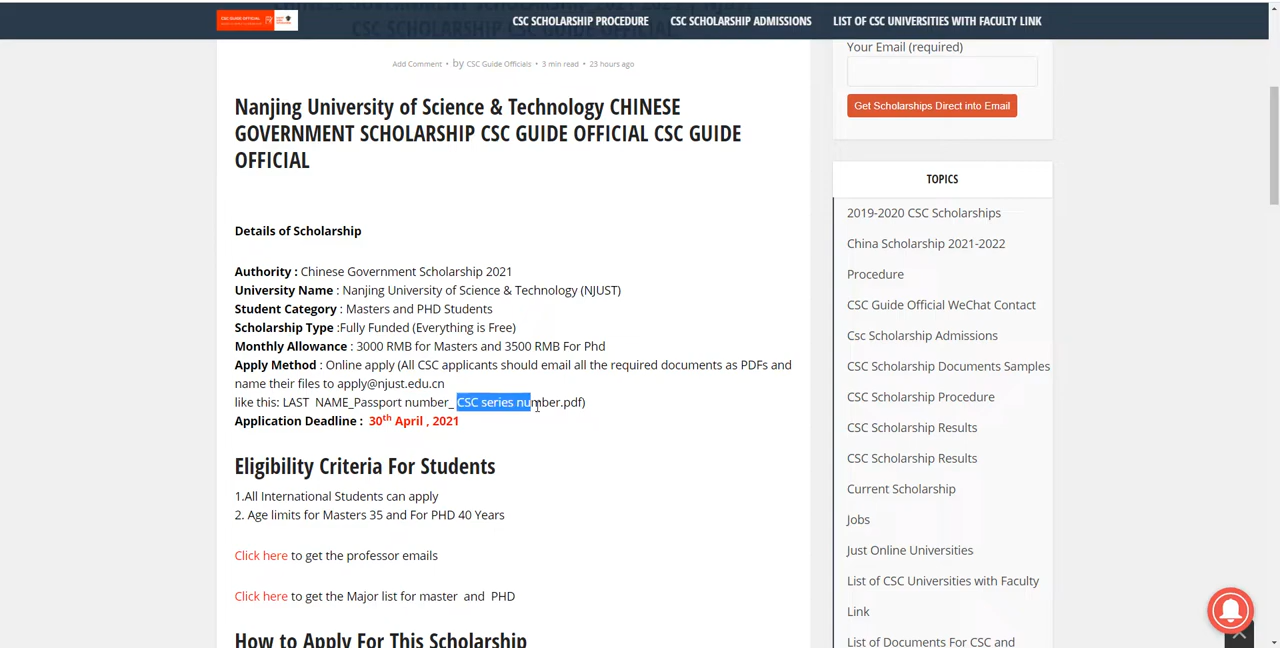 CSC GUIDE OFFICIAL
CSC SCHOLARSHIP PROCEDURE
CSC SCHOLARSHIP ADMISSIONS
LIST OF CSC UNIVERSITIES WITH FACULTY LINK
CSC SCHOLARSHIP CSC GUIDE OFFICIAL
Add Comment • by CSC Guide Officials • 3 min read • 23 hours ago
Nanjing University of Science & Technology CHINESE
GOVERNMENT SCHOLARSHIP CSC GUIDE OFFICIAL CSC GUIDE
OFFICIAL
Details of Scholarship
Authority : Chinese Government Scholarship 2021
University Name : Nanjing University of Science & Technology (NJUST)
Student Category : Masters and PHD Students
Scholarship Type :Fully Funded (Everything is Free)
Monthly Allowance : 3000 RMB for Masters and 3500 RMB For Phd
Apply Method : Online apply (All CSC applicants should email all the required documents as PDFs and
name their files to apply@njust.edu.cn
like this: LAST NAME_Passport number_ CSC series number.pdf)
Application Deadline : 30th April , 2021
Eligibility Criteria For Students
1.All International Students can apply
2. Age limits for Masters 35 and For PHD 40 Years
Click here to get the professor emails
Click here to get the Major list for master and PHD
How to Apply For This Scholarship
Your Email (required)
Get Scholarships Direct into Email
TOPICS
2019-2020 CSC Scholarships
China Scholarship 2021-2022
Procedure
CSC Guide Official WeChat Contact
Csc Scholarship Admissions
CSC Scholarship Documents Samples
CSC Scholarship Procedure
CSC Scholarship Results
CSC Scholarship Results
Current Scholarship
Jobs
Just Online Universities
List of CSC Universities with Faculty
Link
List of Documents For CSC and